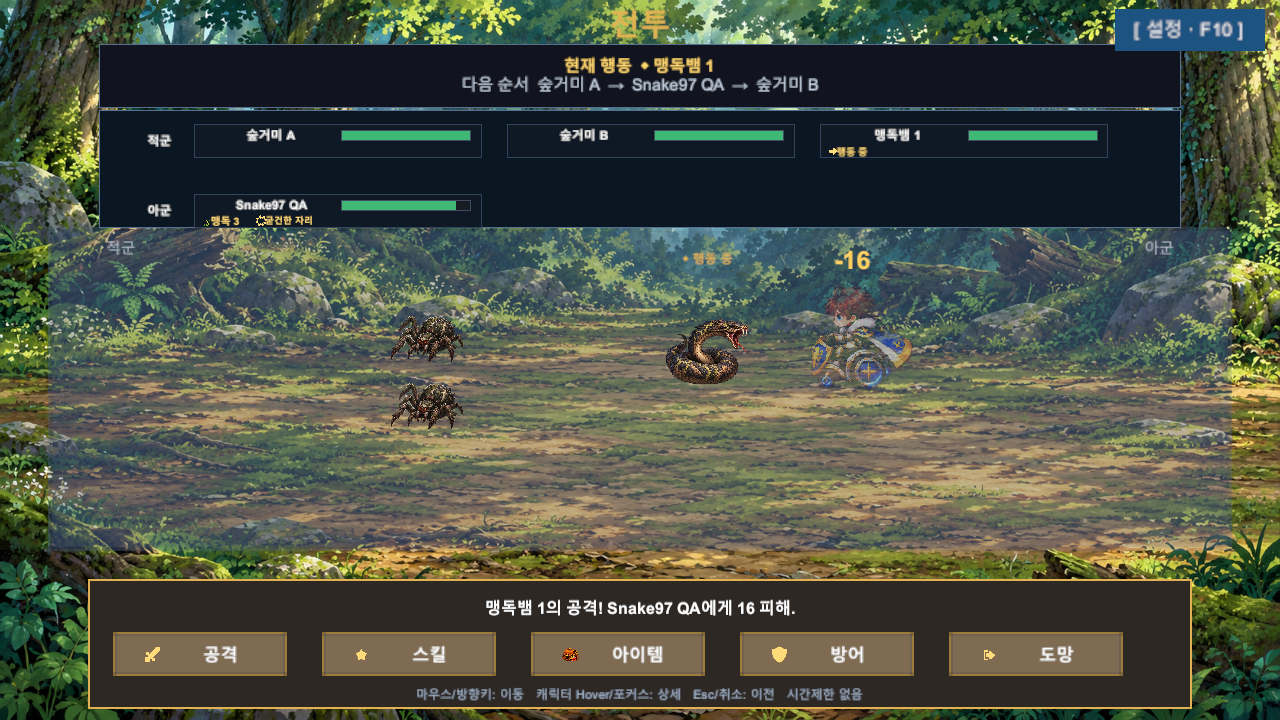 전투
[ 설정 · F10 ]
현재 행동 ◆ 맹독뱀 1
다음 순서 숲거미 A → Snake97 QA → 숲거미 B
적군 숲거미 A 숲거미 B 맹독뱀 1
행동 중
아군 Snake97 QA
맹독 3 굳건한 자리
적군 아군
◆ 행동 중
-16
맹독뱀 1의 공격! Snake97 QA에게 16 피해.
공격 스킬 아이템 방어 도망
마우스/방향키: 이동 캐릭터 Hover/포커스: 상세 Esc/취소: 이전 시간제한 없음